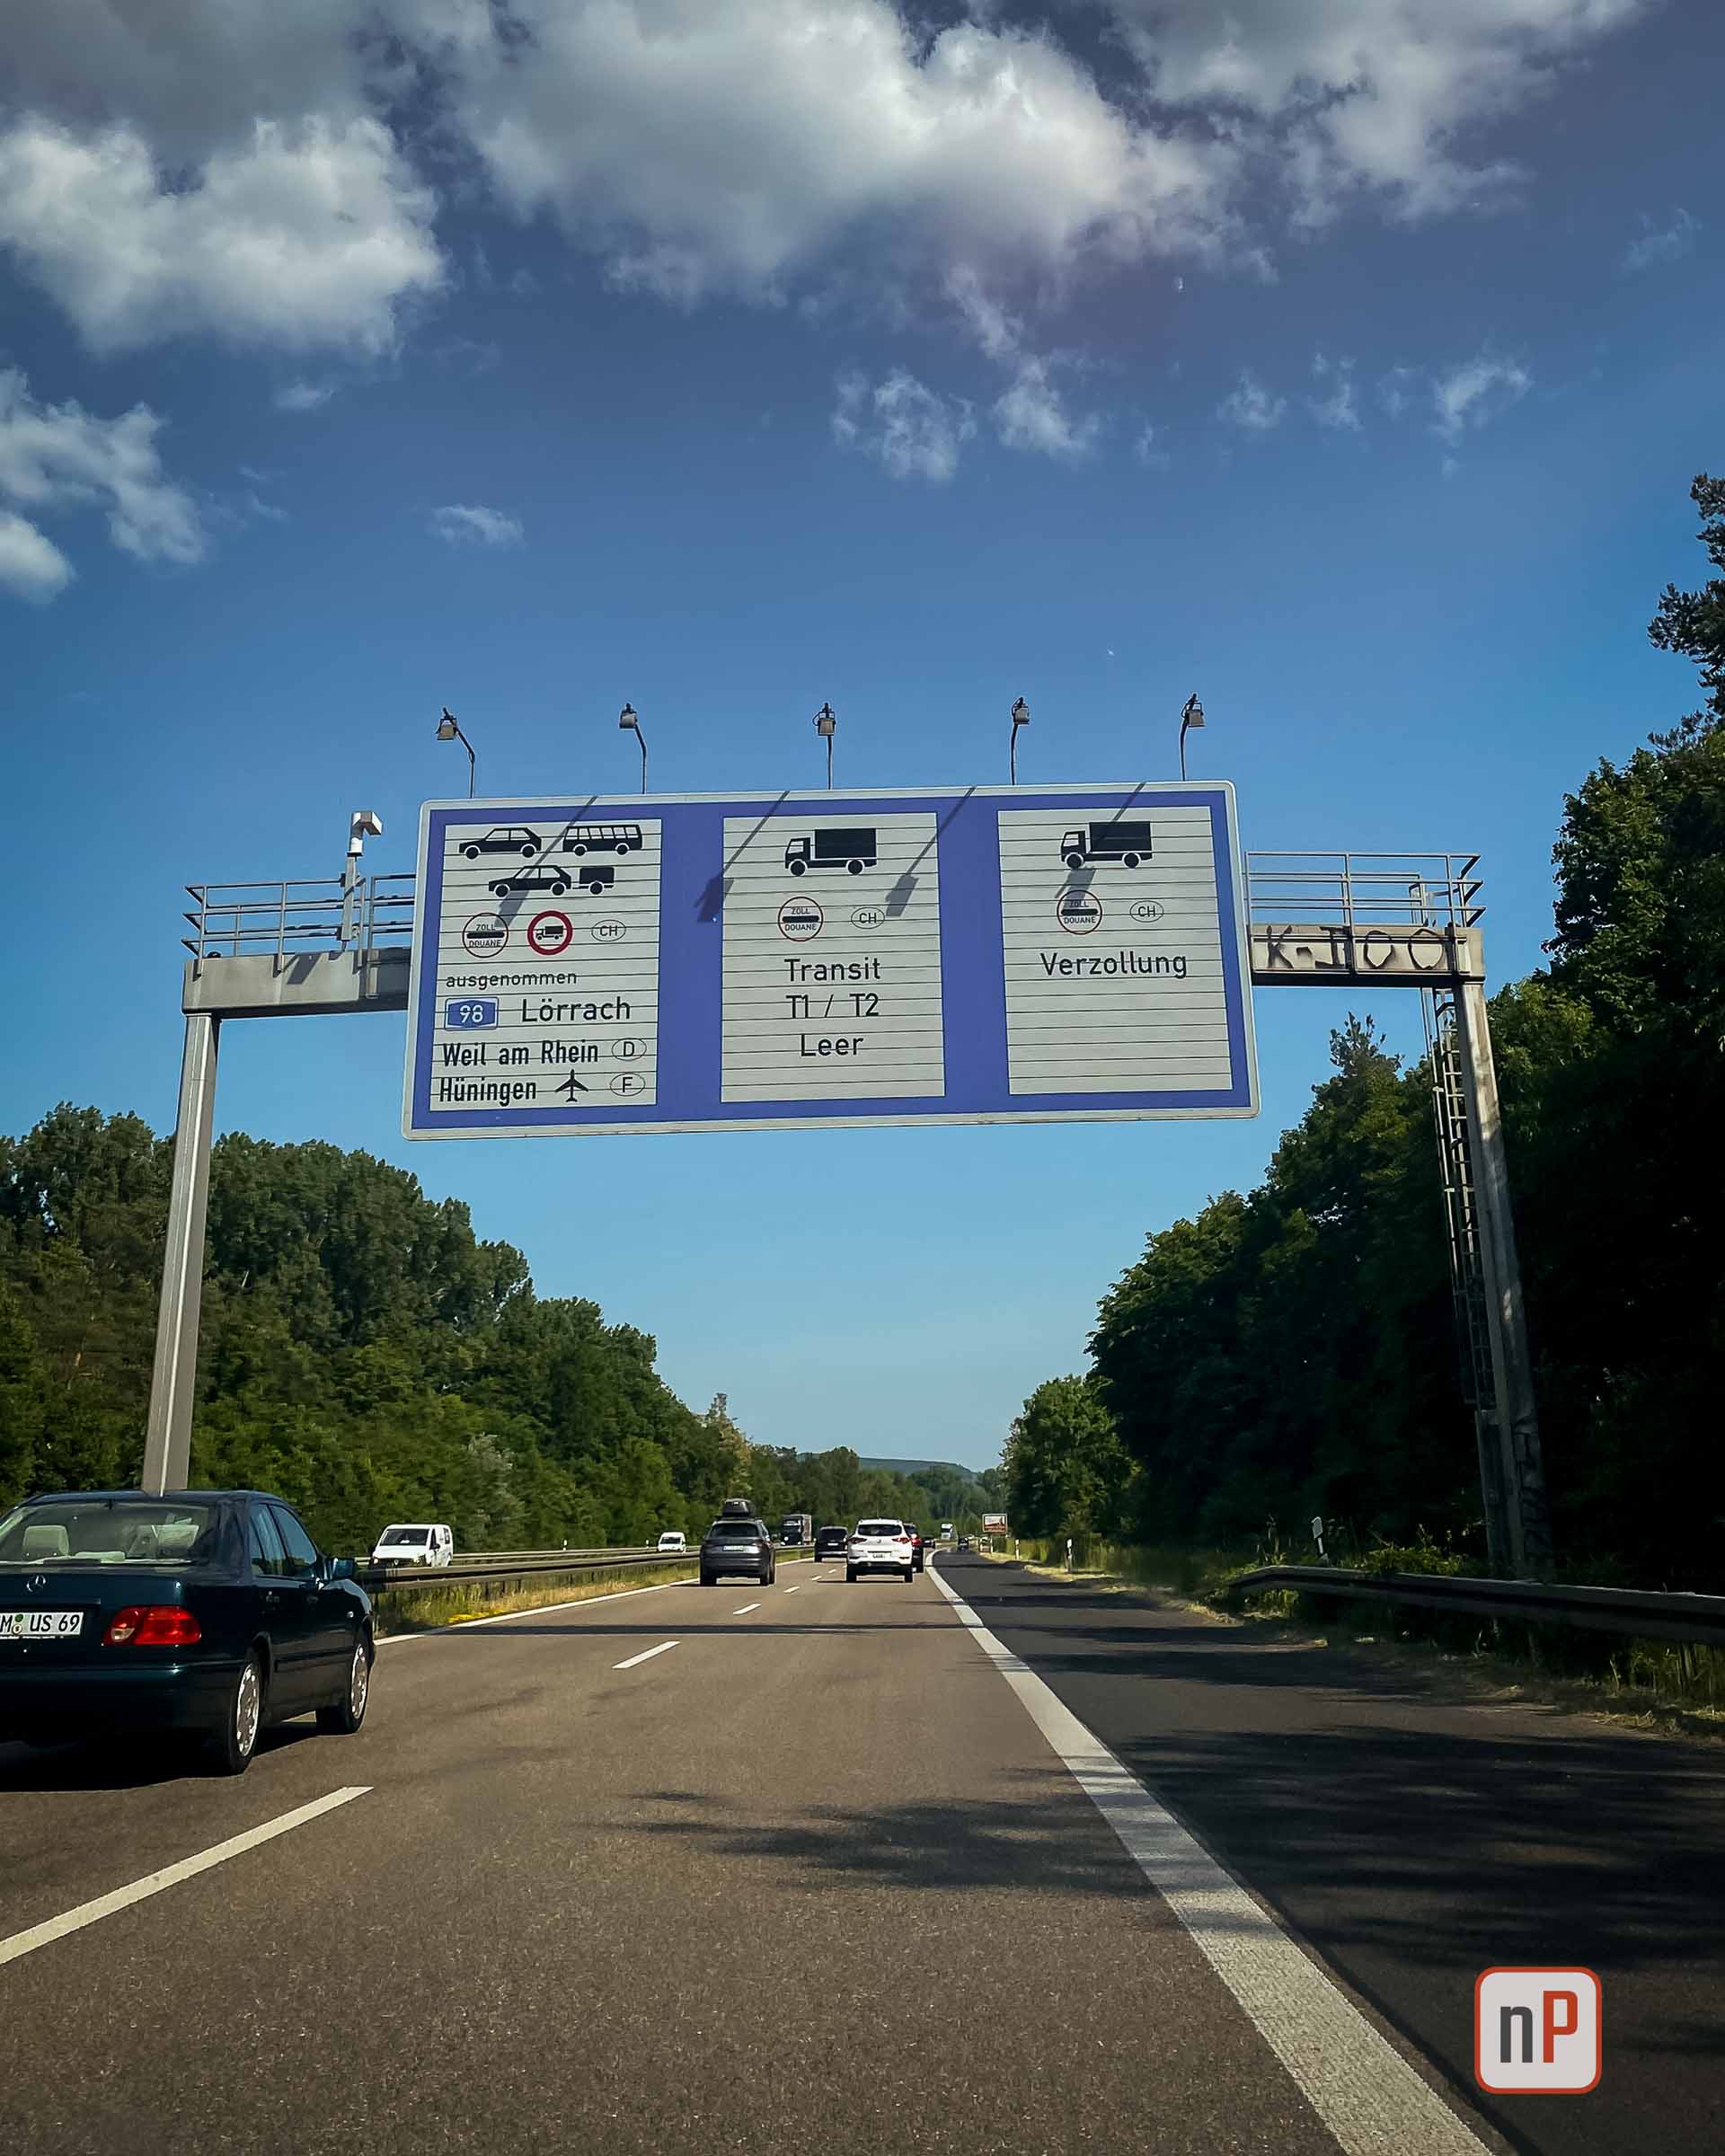 ZOLL
DOUANE
CH
ausgenommen
98 Lörrach
Weil am Rhein D
Hüningen F
ZOLL
DOUANE
CH
Transit
T1 / T2
Leer
ZOLL
DOUANE
CH
Verzollung
K-JOO
M US 69
nP